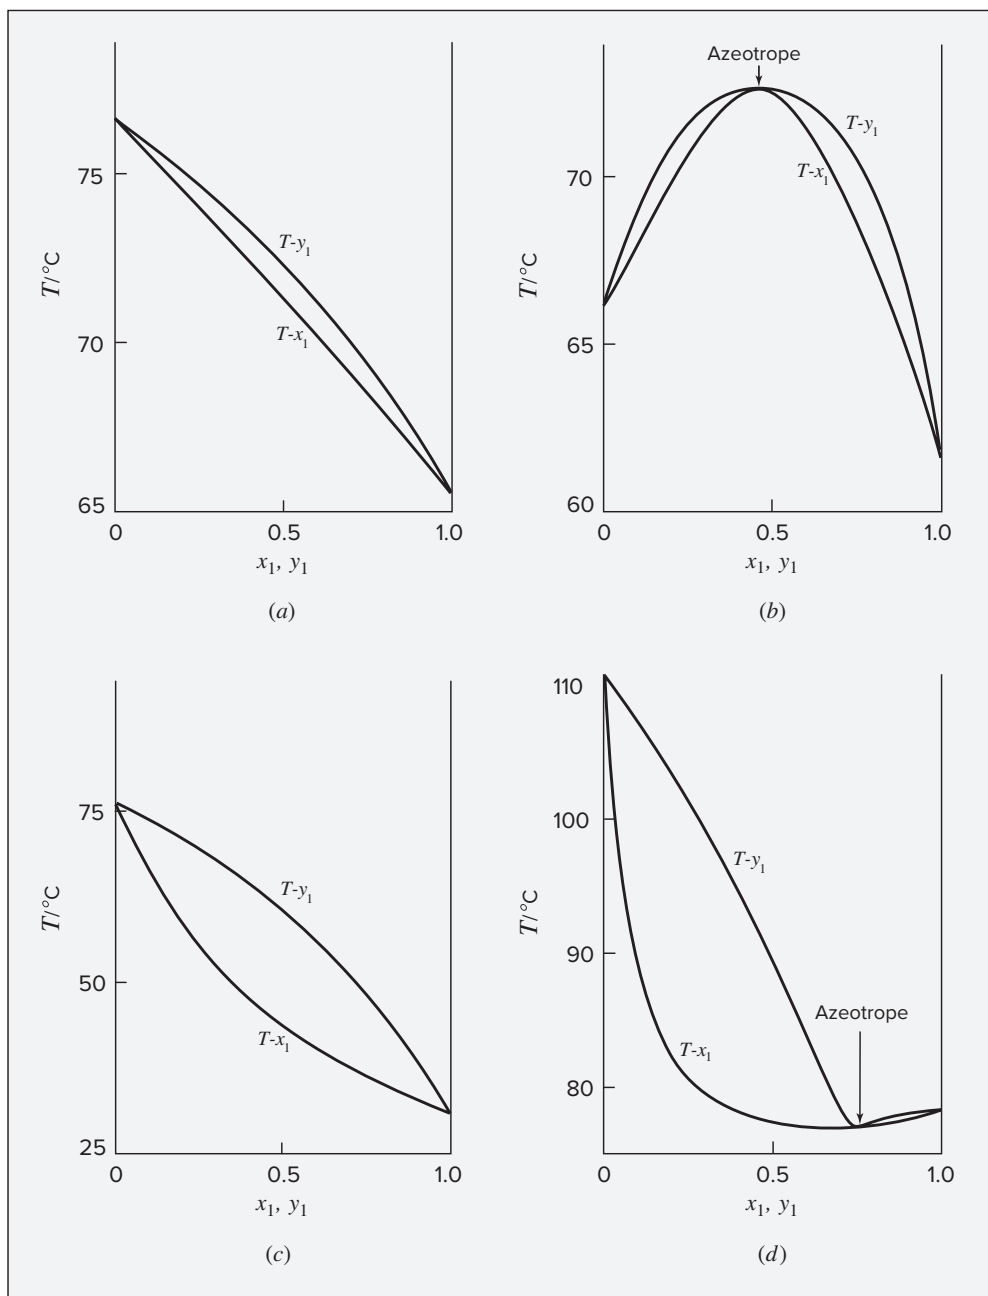 75
70
65
T/°C
T-y₁
T-x₁
0
0.5
1.0
x₁, y₁
(a)
Azeotrope
70
65
60
T/°C
T-y₁
T-x₁
0
0.5
1.0
x₁, y₁
(b)
75
50
25
T/°C
T-y₁
T-x₁
0
0.5
1.0
x₁, y₁
(c)
110
100
90
80
T/°C
T-y₁
T-x₁
Azeotrope
0
0.5
1.0
x₁, y₁
(d)